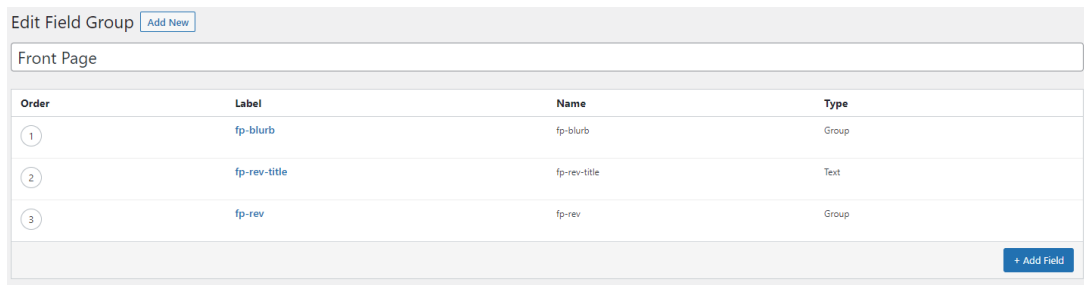 Edit Field Group Add New
Front Page
Order Label Name Type
1 fp-blurb fp-blurb Group
2 fp-rev-title fp-rev-title Text
3 fp-rev fp-rev Group
+ Add Field